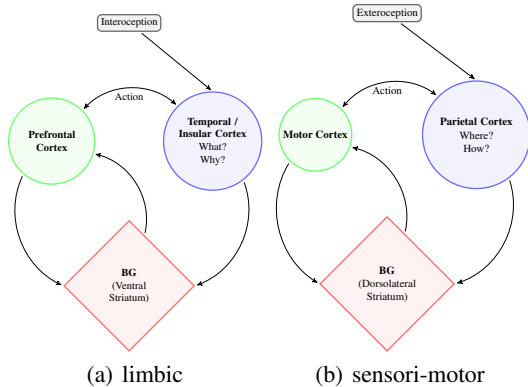 Interoception
Action
Prefrontal
Cortex
Temporal /
Insular Cortex
What?
Why?
BG
(Ventral
Striatum)
(a) limbic
Exteroception
Action
Motor Cortex
Parietal Cortex
Where?
How?
BG
(Dorsolateral
Striatum)
(b) sensori-motor